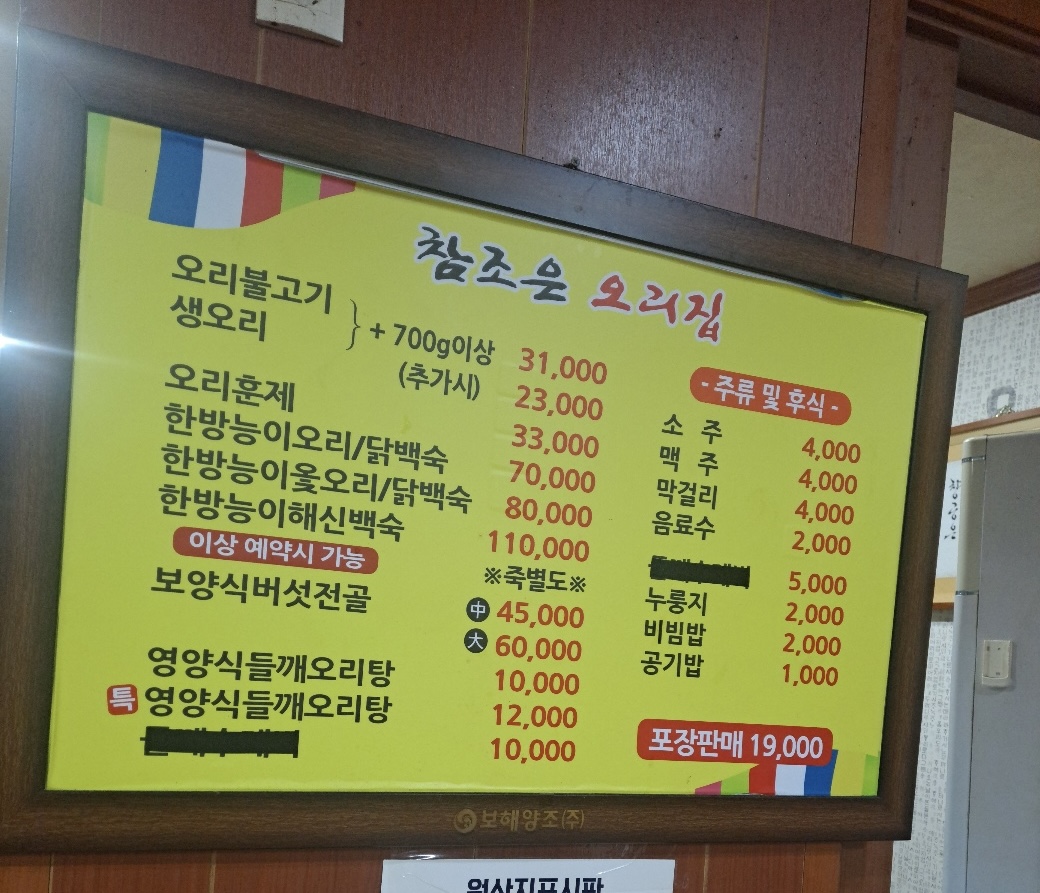 참조은 오리집
오리불고기
생오리
+ 700g이상 31,000
(추가시) 23,000
오리훈제 33,000
한방능이오리/닭백숙 70,000
한방능이옻오리/닭백숙 80,000
한방능이해신백숙 110,000
이상 예약시 가능
※죽별도※
보양식버섯전골 中 45,000
大 60,000
영양식들깨오리탕 10,000
특 영양식들깨오리탕 12,000
10,000
- 주류 및 후식 -
소 주 4,000
맥 주 4,000
막걸리 4,000
음료수 2,000
5,000
누룽지 2,000
비빔밥 2,000
공기밥 1,000
포장판매 19,000
보해양조(주)
원산지표시판